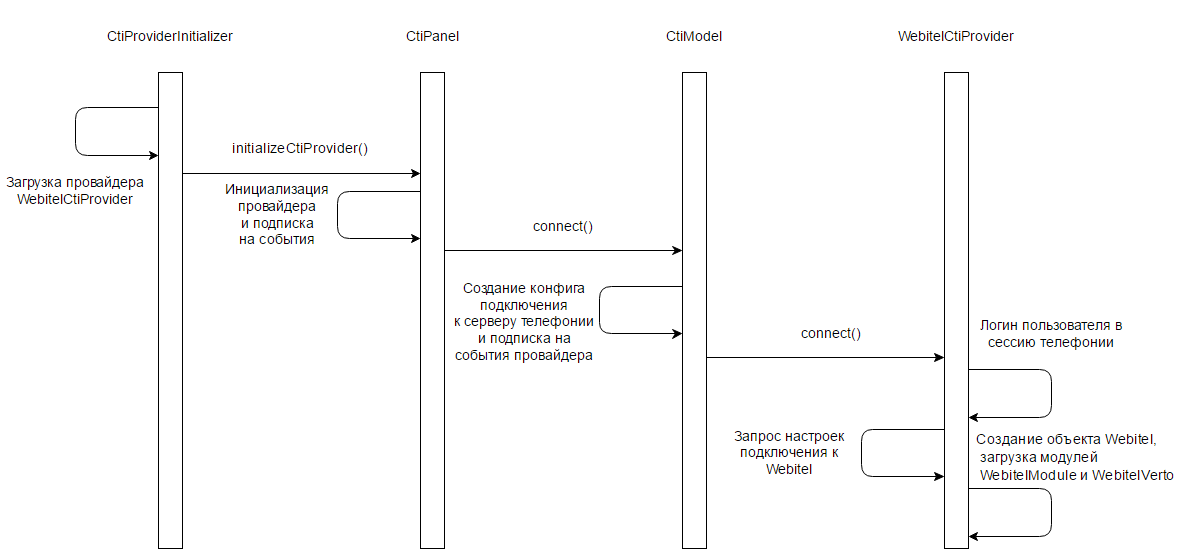 CtiProviderInitializer
CtiPanel
CtiModel
WebitelCtiProvider
initializeCtiProvider()
Загрузка провайдера
WebitelCtiProvider
Инициализация
провайдера
и подписка
на события
connect()
Создание конфига
подключения
к серверу телефонии
и подписка на
события провайдера
connect()
Логин пользователя в
сессию телефонии
Запрос настроек
подключения к
Webitel
Создание объекта Webitel,
загрузка модулей
WebitelModule и WebitelVerto